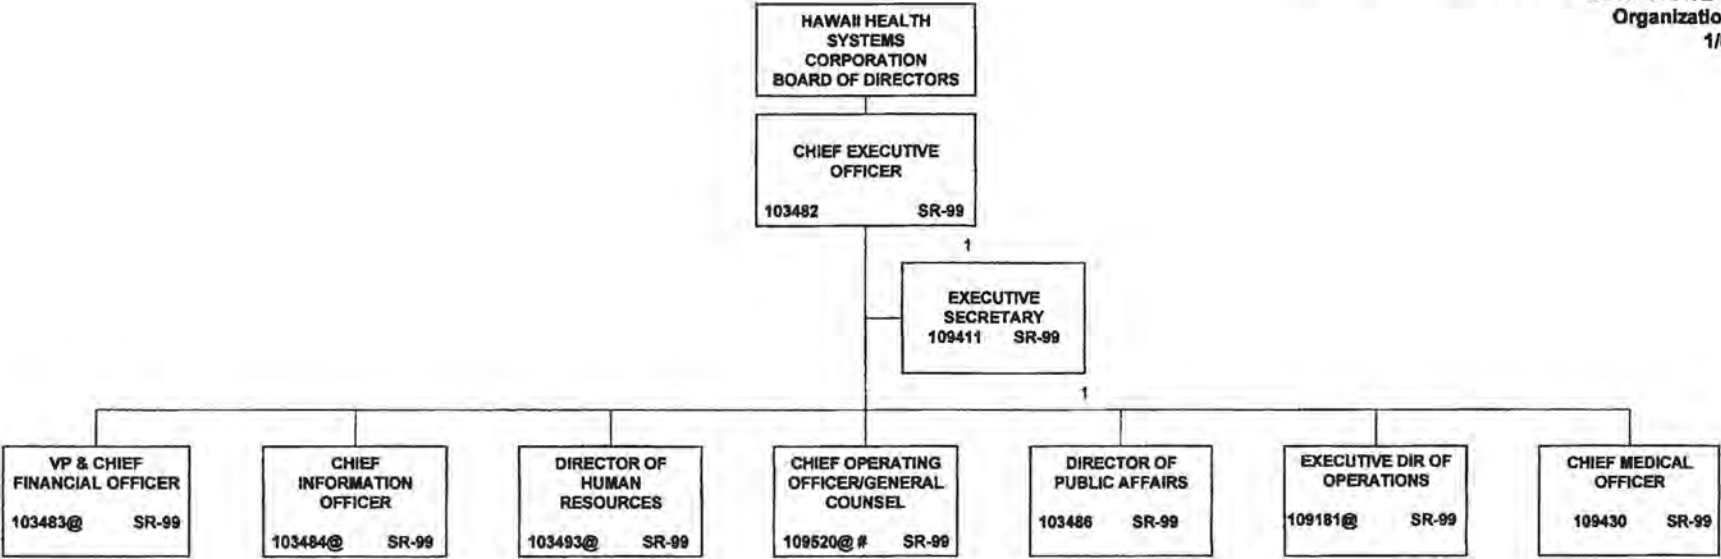 Organizatio
1/
HAWAII HEALTH
SYSTEMS
CORPORATION
BOARD OF DIRECTORS
CHIEF EXECUTIVE
OFFICER
103482 SR-99
1
EXECUTIVE
SECRETARY
109411 SR-99
1
VP & CHIEF
FINANCIAL OFFICER
103483@ SR-99
CHIEF
INFORMATION
OFFICER
103484@ SR-99
DIRECTOR OF
HUMAN
RESOURCES
103493@ SR-99
CHIEF OPERATING
OFFICER/GENERAL
COUNSEL
109520@ # SR-99
DIRECTOR OF
PUBLIC AFFAIRS
103486 SR-99
EXECUTIVE DIR OF
OPERATIONS
109181@ SR-99
CHIEF MEDICAL
OFFICER
109430 SR-99